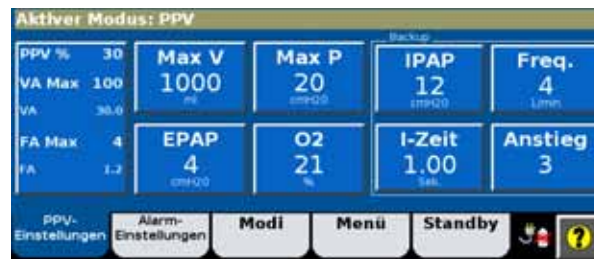 Aktiver Modus: PPV
PPV % 30
VA Max 100
VA 30.0
FA Max 4
FA 1.2
Max V
1000
ml
Max P
20
cmH2O
EPAP
4
cmH2O
O2
21
%
Backup
IPAP
12
cmH2O
Freq.
4
L/min
I-Zeit
1.00
Sek.
Anstieg
3
PPV-
Einstellungen
Alarm-
Einstellungen
Modi
Menü
Standby
?